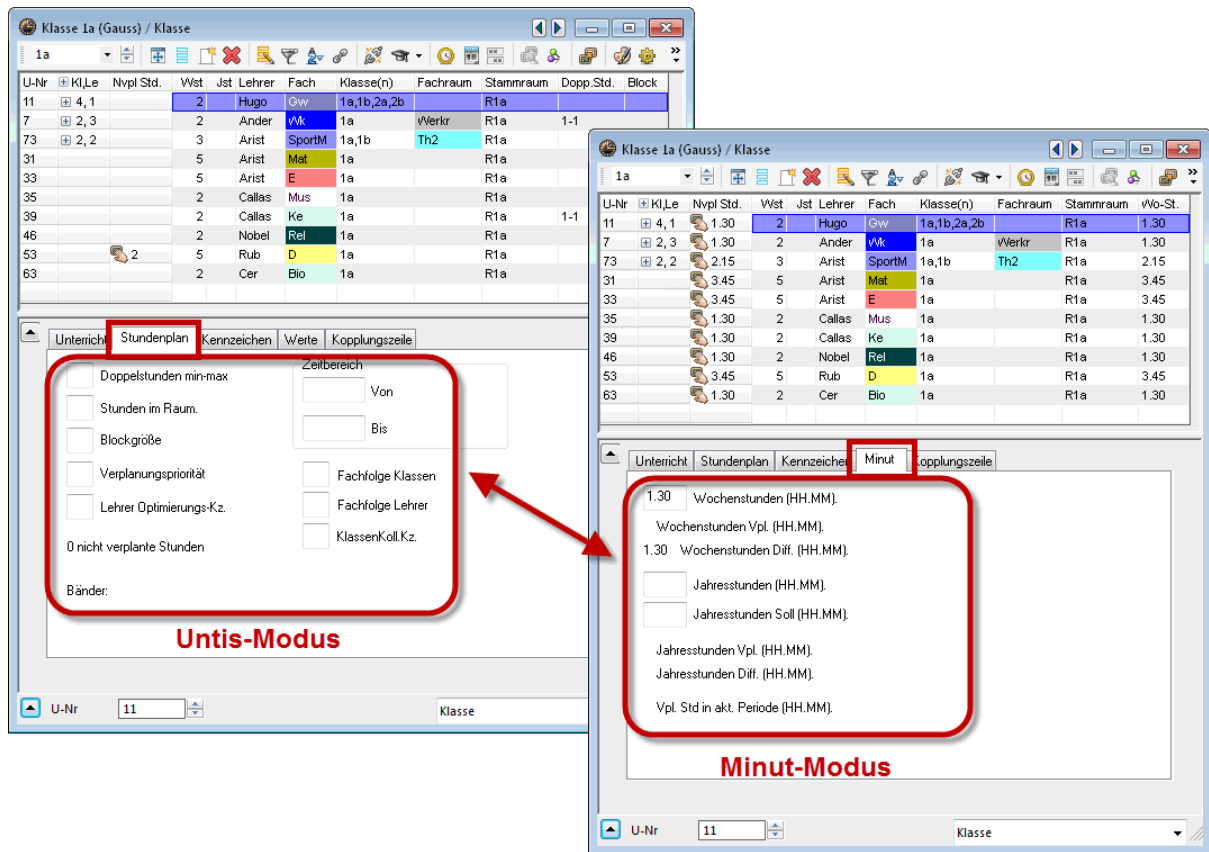 Klasse 1a (Gauss) / Klasse
1a
U-Nr Kl,Le Nvpl Std. Wst Jst Lehrer Fach Klasse(n) Fachraum Stammraum Dopp.Std. Block
11 4, 1 2 Hugo Gw 1a,1b,2a,2b R1a
7 2, 3 2 Ander Wk 1a Werkr R1a 1-1
73 2, 2 3 Arist SportM 1a,1b Th2 R1a
31 5 Arist Mat 1a R1a
33 5 Arist E 1a R1a
35 2 Callas Mus 1a R1a
39 2 Callas Ke 1a R1a 1-1
46 2 Nobel Rel 1a R1a
53 2 5 Rub D 1a R1a
63 2 Cer Bio 1a R1a
Unterricht Stundenplan Kennzeichen Werte Kopplungszeile
Doppelstunden min-max
Stunden im Raum.
Blockgröße
Verplanungspriorität
Lehrer Optimierungs-Kz.
0 nicht verplante Stunden
Bänder:
Zeitbereich
Von
Bis
Fachfolge Klassen
Fachfolge Lehrer
KlassenKoll.Kz.
Untis-Modus
U-Nr 11 Klasse
Klasse 1a (Gauss) / Klasse
1a
U-Nr Kl,Le Nvpl Std. Wst Jst Lehrer Fach Klasse(n) Fachraum Stammraum Wo-St.
11 4, 1 1.30 2 Hugo Gw 1a,1b,2a,2b R1a 1.30
7 2, 3 1.30 2 Ander Wk 1a Werkr R1a 1.30
73 2, 2 2.15 3 Arist SportM 1a,1b Th2 R1a 2.15
31 3.45 5 Arist Mat 1a R1a 3.45
33 3.45 5 Arist E 1a R1a 3.45
35 1.30 2 Callas Mus 1a R1a 1.30
39 1.30 2 Callas Ke 1a R1a 1.30
46 1.30 2 Nobel Rel 1a R1a 1.30
53 3.45 5 Rub D 1a R1a 3.45
63 1.30 2 Cer Bio 1a R1a 1.30
Unterricht Stundenplan Kennzeichen Minut Kopplungszeile
1.30 Wochenstunden (HH.MM).
Wochenstunden Vpl. (HH.MM).
1.30 Wochenstunden Diff. (HH.MM).
Jahresstunden (HH.MM).
Jahresstunden Soll (HH.MM).
Jahresstunden Vpl. (HH.MM).
Jahresstunden Diff. (HH.MM).
Vpl. Std in akt. Periode (HH.MM).
Minut-Modus
U-Nr 11 Klasse